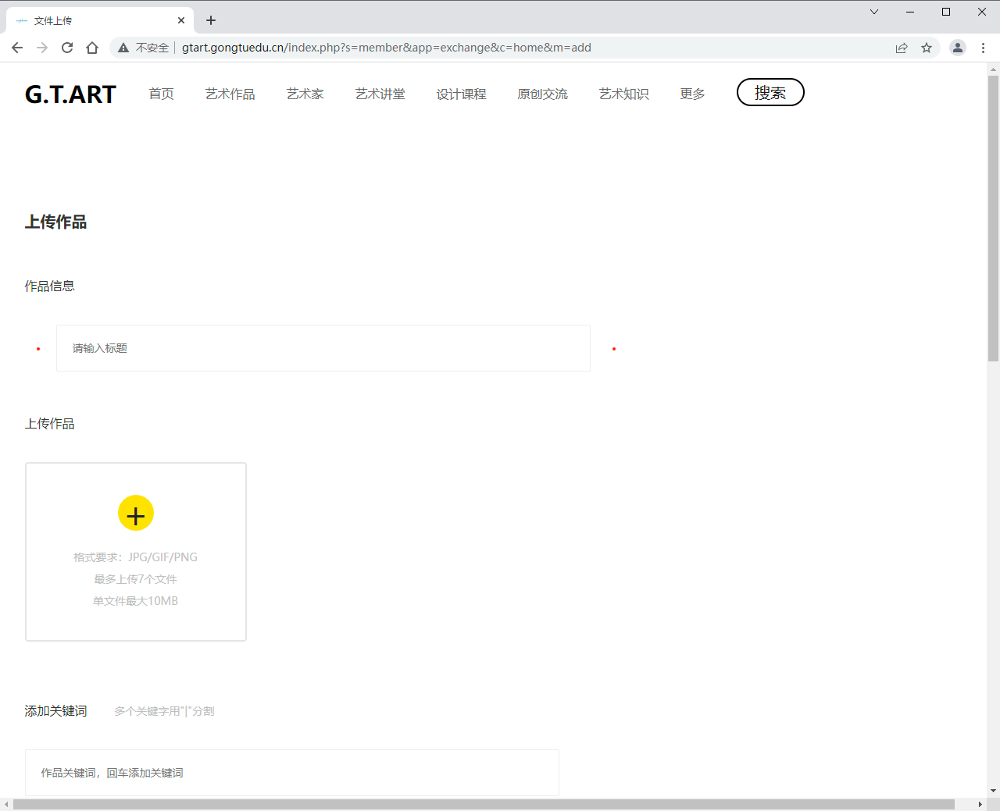 文件上传
不安全 gtart.gongtuedu.cn/index.php?s=member&app=exchange&c=home&m=add
G.T.ART 首页 艺术作品 艺术家 艺术讲堂 设计课程 原创交流 艺术知识 更多 搜索
上传作品
作品信息
请输入标题
上传作品
格式要求：JPG/GIF/PNG
最多上传7个文件
单文件最大10MB
添加关键词 多个关键字用"|"分割
作品关键词，回车添加关键词